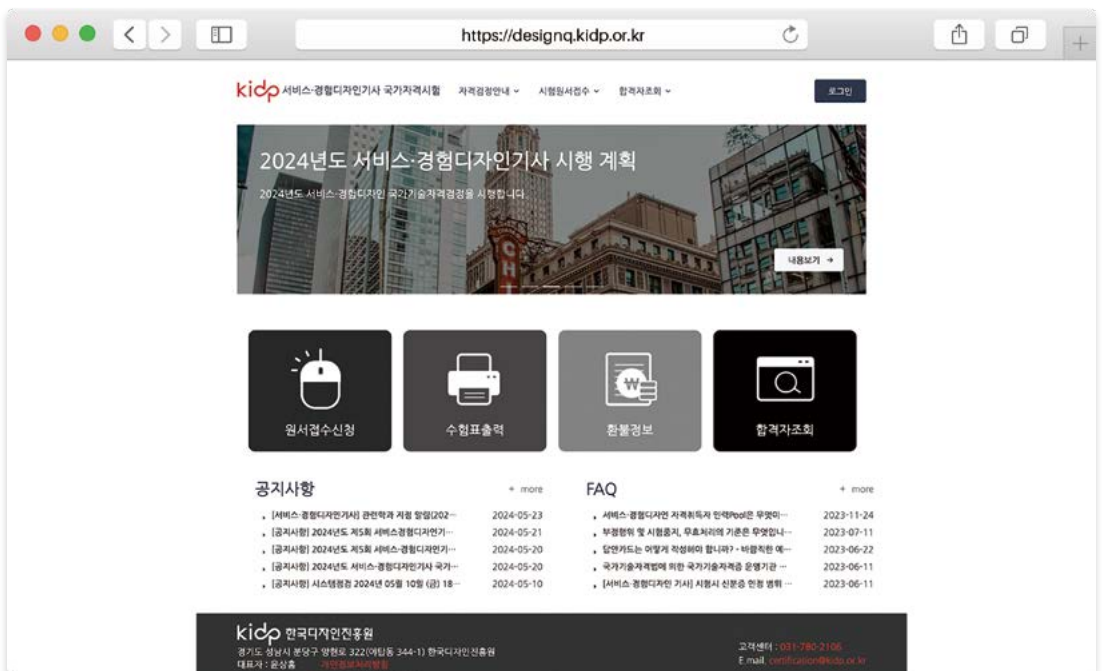 https://designq.kidp.or.kr
kidp 서비스·경험디자인기사 국가자격시험 자격검정안내 시험원서접수 합격자조회 로그인
2024년도 서비스·경험디자인기사 시행 계획
2024년도 서비스·경험디자인 국가기술자격검정을 시행합니다.
내용보기 →
원서접수신청 수험표출력 환불정보 합격자조회
공지사항 + more
[서비스·경험디자인기사] 관련학과 지정 알림(202··· 2024-05-23
[공지사항] 2024년도 제5회 서비스경험디자인기··· 2024-05-21
[공지사항] 2024년도 제5회 서비스·경험디자인기··· 2024-05-20
[공지사항] 2024년도 서비스·경험디자인기사 국가··· 2024-05-20
[공지사항] 시스템점검 2024년 05월 10일 (금) 18··· 2024-05-10
FAQ + more
서비스·경험디자인 자격취득자 인력Pool은 무엇이··· 2023-11-24
부정행위 및 시험중지, 무효처리의 기준은 무엇입니··· 2023-07-11
답안카드는 어떻게 작성해야 합니까? - 바람직한 예··· 2023-06-22
국가기술자격법에 의한 국가기술자격증 운영기관 ··· 2023-06-11
[서비스·경험디자인 기사] 시험시 신분증 인정 범위 ··· 2023-06-11
kidp 한국디자인진흥원
경기도 성남시 분당구 양현로 322(야탑동 344-1) 한국디자인진흥원
대표자 : 윤상흠 개인정보처리방침
고객센터 : 031-780-2106
E.mail. certification@kidp.or.kr